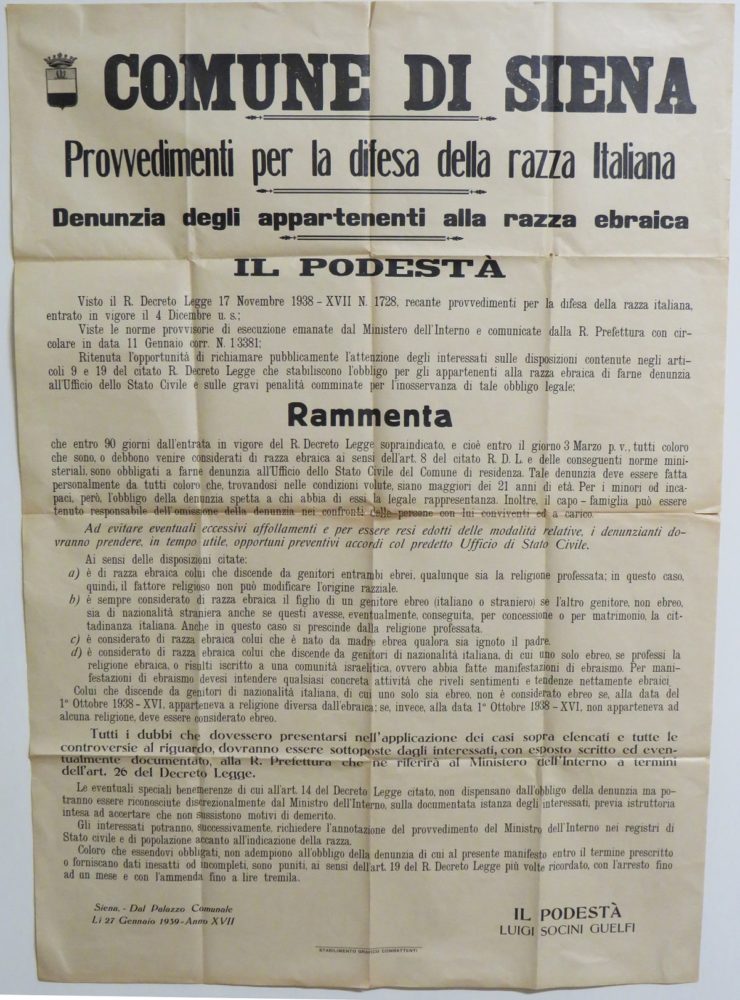 COMUNE DI SIENA
Provvedimenti per la difesa della razza Italiana
Denunzia degli appartenenti alla razza ebraica
IL PODESTÀ
Visto il R. Decreto Legge 17 Novembre 1938 - XVII N. 1728, recante provvedimenti per la difesa della razza italiana,
entrato in vigore il 4 Dicembre u. s.;
Viste le norme provvisorie di esecuzione emanate dal Ministero dell'Interno e comunicate dalla R. Prefettura con cir-
colare in data 11 Gennaio corr. N. 13381;
Ritenuta l'opportunità di richiamare pubblicamente l'attenzione degli interessati sulle disposizioni contenute negli arti-
coli 9 e 19 del citato R. Decreto Legge che stabiliscono l'obbligo per gli appartenenti alla razza ebraica di farne denunzia
all'Ufficio dello Stato Civile e sulle gravi penalità comminate per l'inosservanza di tale obbligo legale;
Rammenta
che entro 90 giorni dall'entrata in vigore del R. Decreto Legge sopraindicato, e cioè entro il giorno 3 Marzo p. v., tutti coloro
che sono, o debbono venire considerati di razza ebraica ai sensi dell'art. 8 del citato R. D. L. e delle conseguenti norme mini-
steriali, sono obbligati a farne denunzia all'Ufficio dello Stato Civile del Comune di residenza. Tale denunzia deve essere fatta
personalmente da tutti coloro che, trovandosi nelle condizioni volute, siano maggiori dei 21 anni di età. Per i minori od inca-
paci, però, l'obbligo della denunzia spetta a chi abbia di essi la legale rappresentanza. Inoltre, il capo - famiglia può essere
tenuto responsabile dell'omissione della denunzia nei confronti delle persone con lui conviventi ed a carico.
Ad evitare eventuali eccessivi affollamenti e per essere resi edotti delle modalità relative, i denunzianti do-
vranno prendere, in tempo utile, opportuni preventivi accordi col predetto Ufficio di Stato Civile.
Ai sensi delle disposizioni citate:
a) è di razza ebraica colui che discende da genitori entrambi ebrei, qualunque sia la religione professata; in questo caso,
quindi, il fattore religioso non può modificare l'origine razziale.
b) è sempre considerato di razza ebraica il figlio di un genitore ebreo (italiano o straniero) se l'altro genitore, non ebreo,
sia di nazionalità straniera anche se questi avesse, eventualmente, conseguita, per concessione o per matrimonio, la cit-
tadinanza italiana. Anche in questo caso si prescinde dalla religione professata.
c) è considerato di razza ebraica colui che è nato da madre ebrea qualora sia ignoto il padre.
d) è considerato di razza ebraica colui che discende da genitori di nazionalità italiana, di cui uno solo ebreo, se professi la
religione ebraica, o risulti iscritto a una comunità israelitica, ovvero abbia fatte manifestazioni di ebraismo. Per mani-
festazioni di ebraismo devesi intendere qualsiasi concreta attività che riveli sentimenti e tendenze nettamente ebraici.
Colui che discende da genitori di nazionalità italiana, di cui uno solo sia ebreo, non è considerato ebreo se, alla data del
1° Ottobre 1938 - XVI, apparteneva a religione diversa dall'ebraica; se, invece, alla data 1° Ottobre 1938 - XVI, non apparteneva ad
alcuna religione, deve essere considerato ebreo.
Tutti i dubbi che dovessero presentarsi nell'applicazione dei casi sopra elencati e tutte le
controversie al riguardo, dovranno essere sottoposte dagli interessati, con esposto scritto ed even-
tualmente documentato, alla R. Prefettura che ne riferirà al Ministero dell'Interno a termini
dell'art. 26 del Decreto Legge.
Le eventuali speciali benemerenze di cui all'art. 14 del Decreto Legge citato, non dispensano dall'obbligo della denunzia ma po-
tranno essere riconosciute discrezionalmente dal Ministro dell'Interno, sulla documentata istanza degli interessati, previa istruttoria
intesa ad accertare che non sussistono motivi di demerito.
Gli interessati potranno, successivamente, richiedere l'annotazione del provvedimento del Ministro dell'Interno nei registri di
Stato civile e di popolazione accanto all'indicazione della razza.
Coloro che essendovi obbligati, non adempiono all'obbligo della denunzia di cui al presente manifesto entro il termine prescritto
o forniscano dati inesatti od incompleti, sono puniti, ai sensi dell'art. 19 del R. Decreto Legge più volte ricordato, con l'arresto fino
ad un mese e con l'ammenda fino a lire tremila.
Siena, - Dal Palazzo Comunale
Li 27 Gennaio 1939 - Anno XVII
IL PODESTÀ
LUIGI SOCINI GUELFI
STABILIMENTO GRAFICO COMBATTENTI